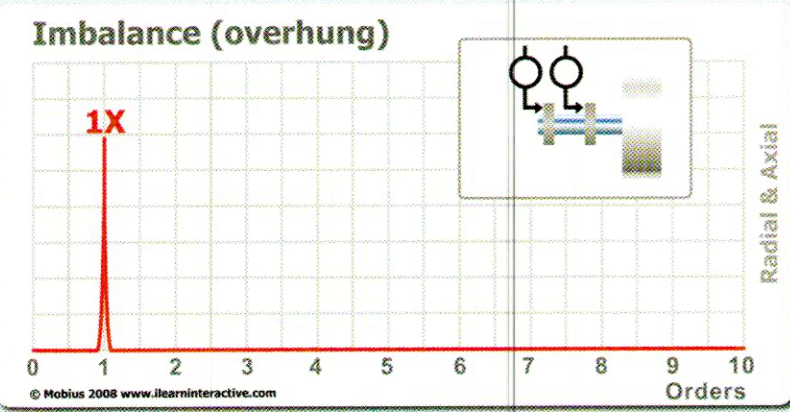 Imbalance (overhung)
1X
Radial & Axial
0 1 2 3 4 5 6 7 8 9 10
Orders
© Mobius 2008 www.ilearninteractive.com